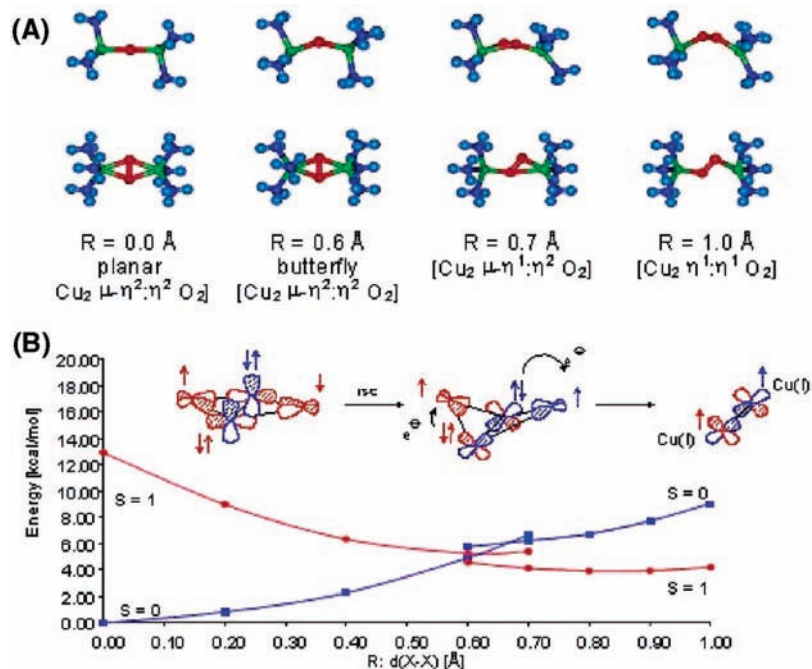 (A)
R = 0.0 Å
planar
Cu₂ μ-η²:η² O₂]
R = 0.6 Å
butterfly
[Cu₂ μ-η²:η² O₂]
R = 0.7 Å
[Cu₂ μ-η¹:η² O₂]
R = 1.0 Å
[Cu₂ η¹:η¹ O₂]
(B)
Energy [kcal/mol]
20.00
18.00
16.00
14.00
12.00
10.00
8.00
6.00
4.00
2.00
0.00
isc
e⊖
e⊖
Cu(I)
Cu(I)
S = 1
S = 0
S = 0
S = 1
0.00 0.10 0.20 0.30 0.40 0.50 0.60 0.70 0.80 0.90 1.00
R: d(X-X) [Å]